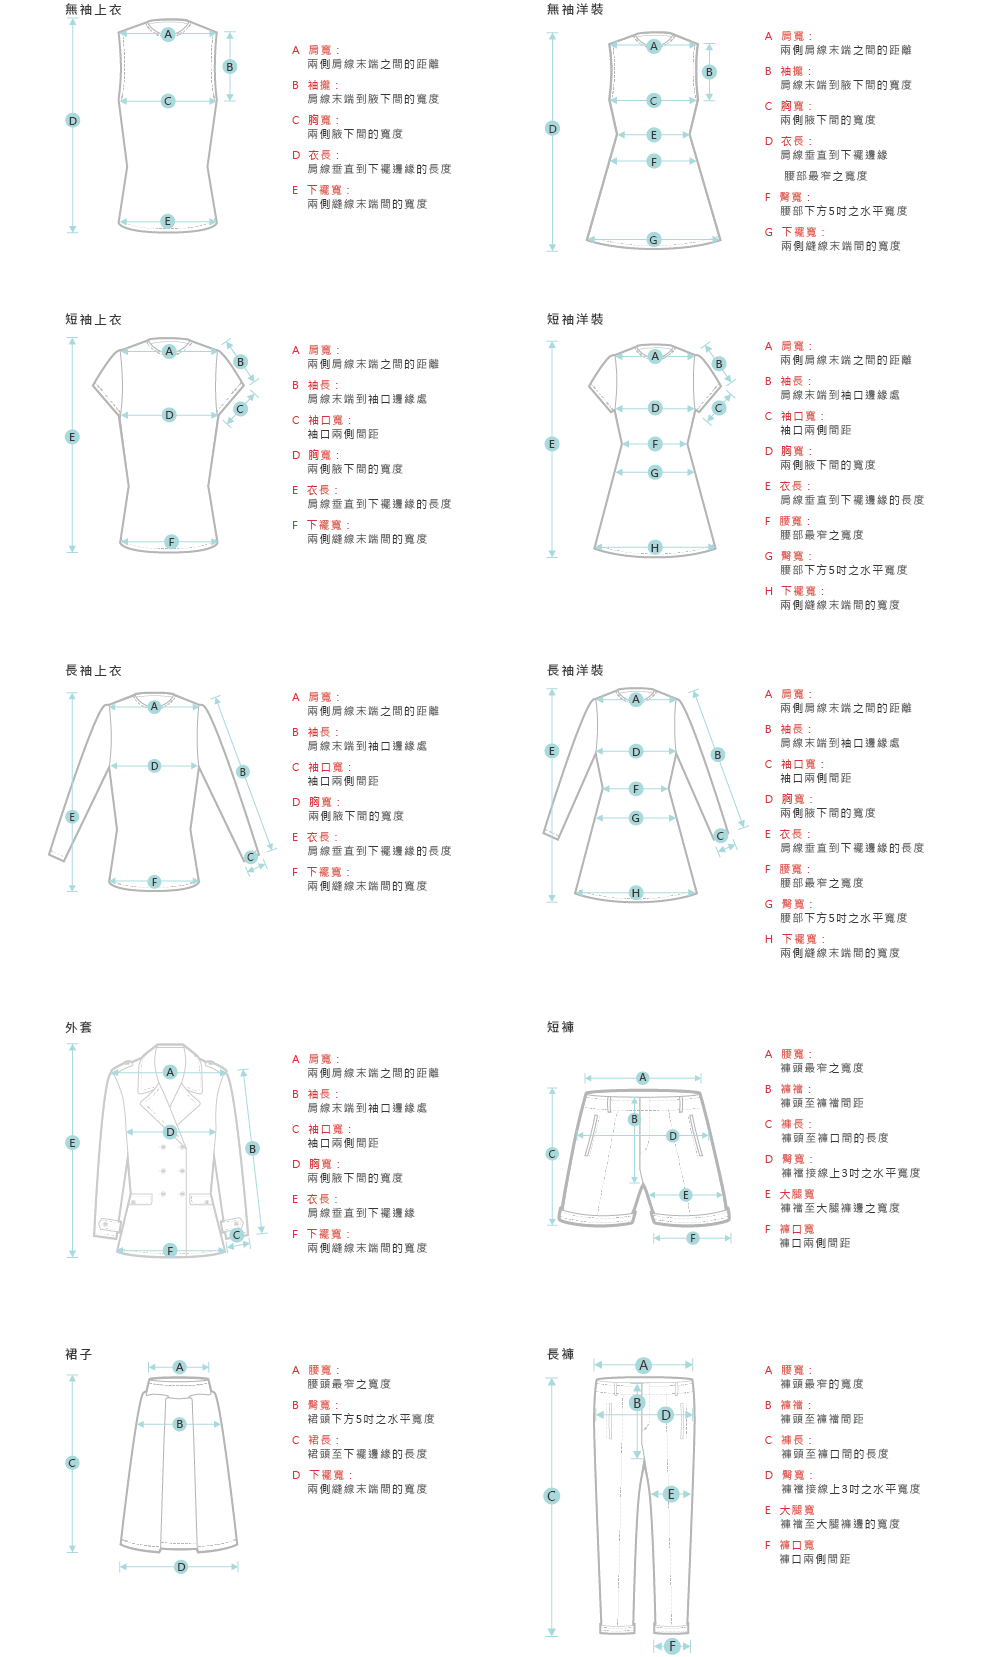 無袖上衣
A 肩寬：
兩側肩線末端之間的距離
B 袖攏：
肩線末端到腋下間的寬度
C 胸寬：
兩側腋下間的寬度
D 衣長：
肩線垂直到下襬邊緣的長度
E 下襬寬：
兩側縫線末端間的寬度
A
B
C
D
E
無袖洋裝
A 肩寬：
兩側肩線末端之間的距離
B 袖攏：
肩線末端到腋下間的寬度
C 胸寬：
兩側腋下間的寬度
D 衣長：
肩線垂直到下襬邊緣
腰部最窄之寬度
F 臀寬：
腰部下方5吋之水平寬度
G 下襬寬：
兩側縫線末端間的寬度
A
B
C
D
E
F
G
短袖上衣
A 肩寬：
兩側肩線末端之間的距離
B 袖長：
肩線末端到袖口邊緣處
C 袖口寬：
袖口兩側間距
D 胸寬：
兩側腋下間的寬度
E 衣長：
肩線垂直到下襬邊緣的長度
F 下襬寬：
兩側縫線末端間的寬度
A
B
C
D
E
F
短袖洋裝
A 肩寬：
兩側肩線末端之間的距離
B 袖長：
肩線末端到袖口邊緣處
C 袖口寬：
袖口兩側間距
D 胸寬：
兩側腋下間的寬度
E 衣長：
肩線垂直到下襬邊緣的長度
F 腰寬：
腰部最窄之寬度
G 臀寬：
腰部下方5吋之水平寬度
H 下襬寬：
兩側縫線末端間的寬度
A
B
C
D
E
F
G
H
長袖上衣
A 肩寬：
兩側肩線末端之間的距離
B 袖長：
肩線末端到袖口邊緣處
C 袖口寬：
袖口兩側間距
D 胸寬：
兩側腋下間的寬度
E 衣長：
肩線垂直到下襬邊緣的長度
F 下襬寬：
兩側縫線末端間的寬度
A
B
C
D
E
F
長袖洋裝
A 肩寬：
兩側肩線末端之間的距離
B 袖長：
肩線末端到袖口邊緣處
C 袖口寬：
袖口兩側間距
D 胸寬：
兩側腋下間的寬度
E 衣長：
肩線垂直到下襬邊緣的長度
F 腰寬：
腰部最窄之寬度
G 臀寬：
腰部下方5吋之水平寬度
H 下襬寬：
兩側縫線末端間的寬度
A
B
C
D
E
F
G
H
外套
A 肩寬：
兩側肩線末端之間的距離
B 袖長：
肩線末端到袖口邊緣處
C 袖口寬：
袖口兩側間距
D 胸寬：
兩側腋下間的寬度
E 衣長：
肩線垂直到下襬邊緣
F 下襬寬：
兩側縫線末端間的寬度
A
B
C
D
E
F
短褲
A 腰寬：
褲頭最窄之寬度
B 褲襠：
褲頭至褲襠間距
C 褲長：
褲頭至褲口間的長度
D 臀寬：
褲襠接線上3吋之水平寬度
E 大腿寬
褲襠至大腿褲邊之寬度
F 褲口寬
褲口兩側間距
A
B
C
D
E
F
裙子
A 腰寬：
腰頭最窄之寬度
B 臀寬：
裙頭下方5吋之水平寬度
C 裙長：
裙頭至下襬邊緣的長度
D 下襬寬：
兩側縫線末端間的寬度
A
B
C
D
長褲
A 腰寬：
褲頭最窄的寬度
B 褲襠：
褲頭至褲襠間距
C 褲長：
褲頭至褲口間的長度
D 臀寬：
褲襠接線上3吋之水平寬度
E 大腿寬
褲襠至大腿褲邊的寬度
F 褲口寬
褲口兩側間距
A
B
C
D
E
F